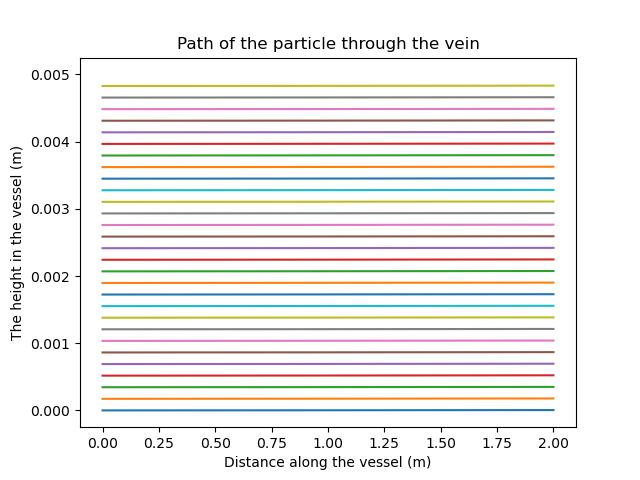 Path of the particle through the vein
0.005
0.004
0.003
0.002
0.001
0.000
The height in the vessel (m)
0.00 0.25 0.50 0.75 1.00 1.25 1.50 1.75 2.00
Distance along the vessel (m)